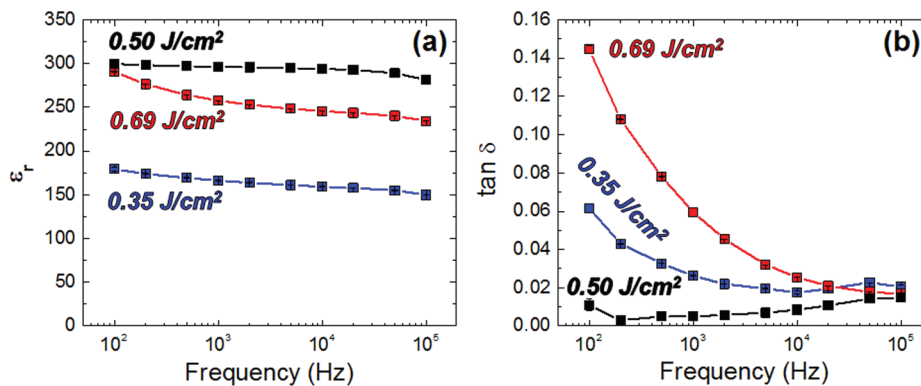 350
300
250
200
150
100
50
0
εr
0.50 J/cm²
(a)
0.69 J/cm²
0.35 J/cm²
10² 10³ 10⁴ 10⁵
Frequency (Hz)
0.14
0.12
0.10
0.08
0.06
0.04
0.02
0.00
tan δ
0.69 J/cm²
(b)
0.35 J/cm²
0.50 J/cm²
10² 10³ 10⁴ 10⁵
Frequency (Hz)